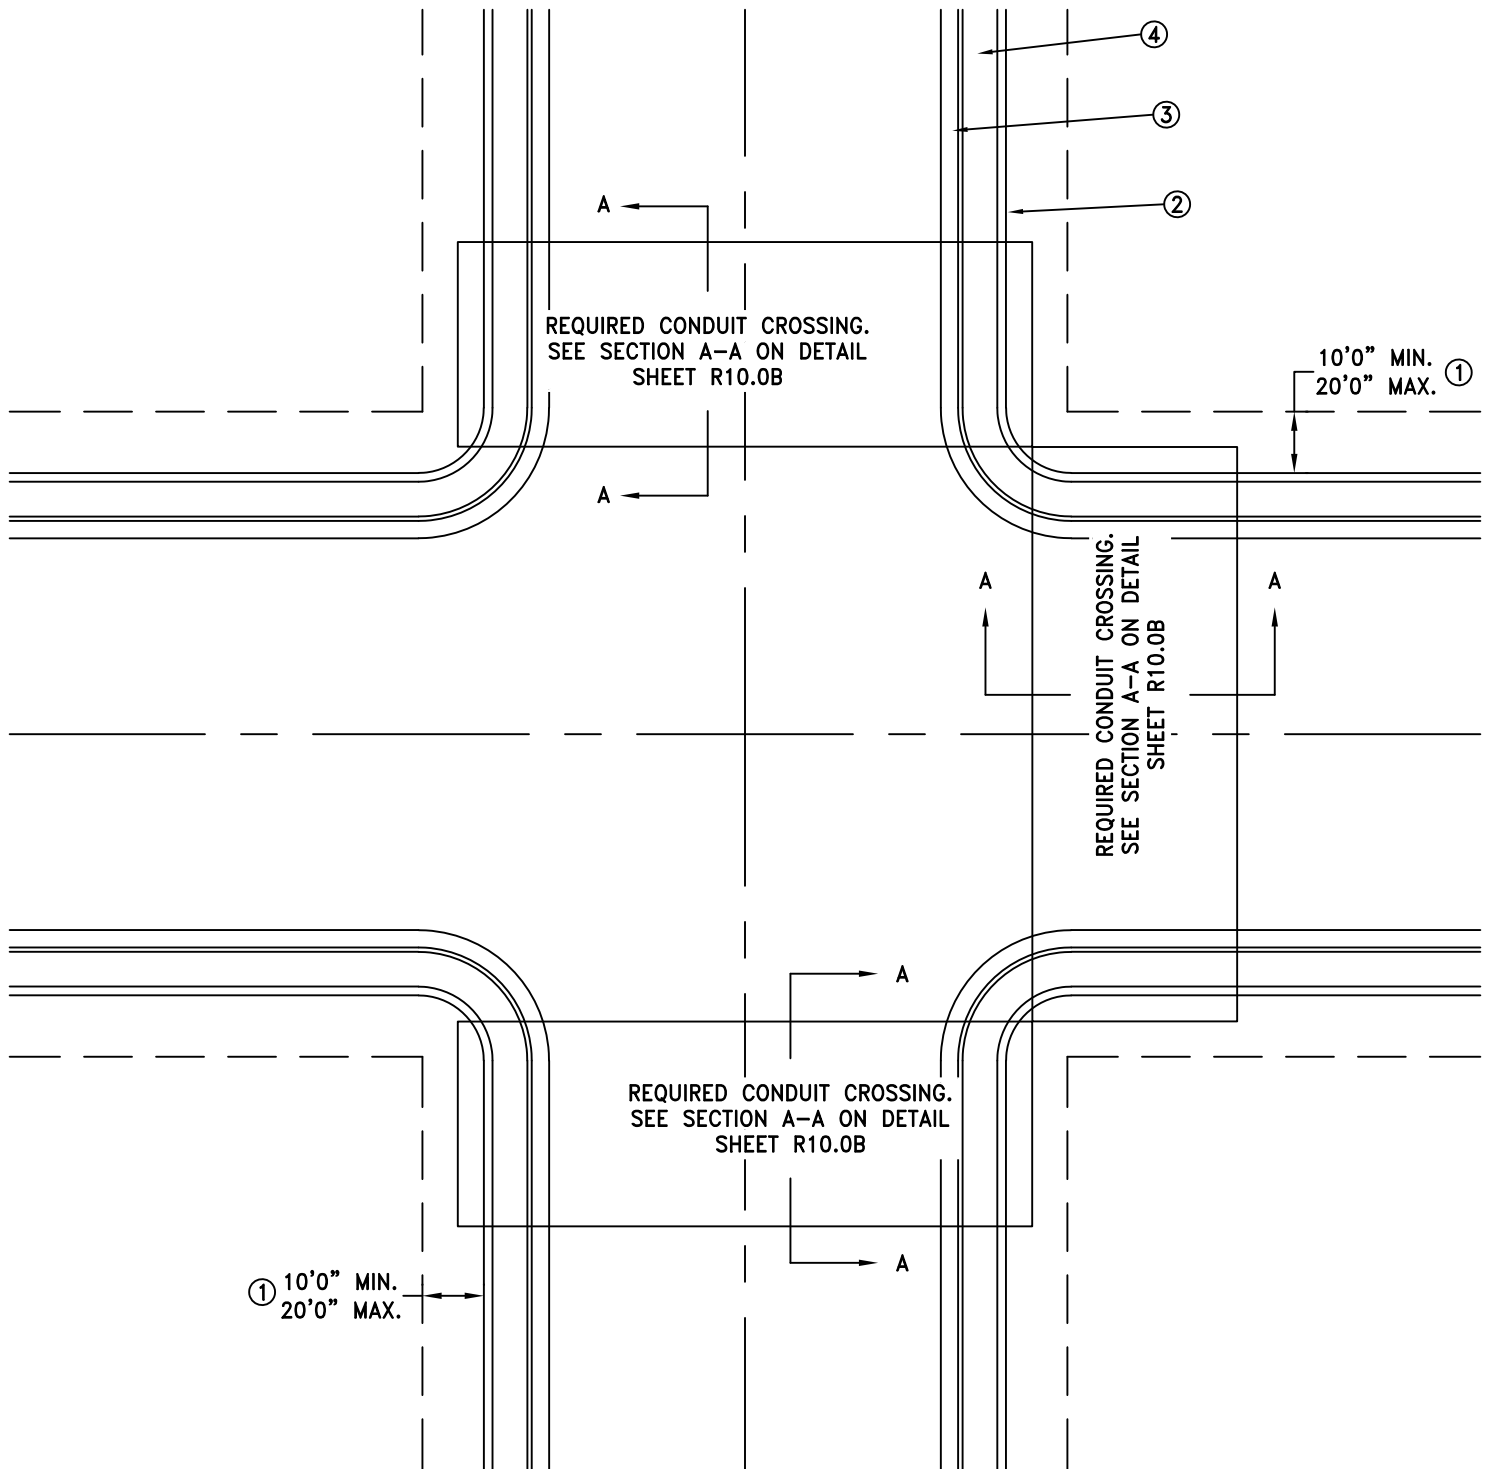 ④
③
A
②
REQUIRED CONDUIT CROSSING.
SEE SECTION A-A ON DETAIL
SHEET R10.0B
10'0" MIN.
20'0" MAX. ①
A
A
A
REQUIRED CONDUIT CROSSING.
SEE SECTION A-A ON DETAIL
SHEET R10.0B
A
REQUIRED CONDUIT CROSSING.
SEE SECTION A-A ON DETAIL
SHEET R10.0B
A
① 10'0" MIN.
20'0" MAX.